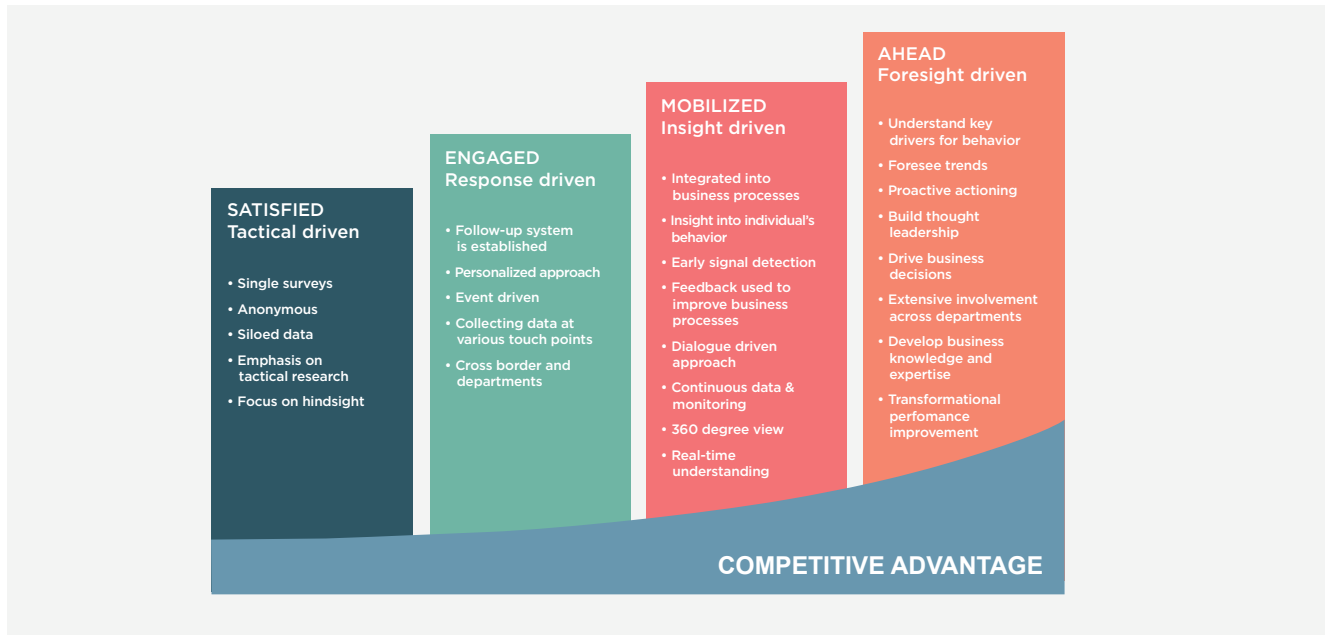 SATISFIED
Tactical driven
• Single surveys
• Anonymous
• Siloed data
• Emphasis on
tactical research
• Focus on hindsight
ENGAGED
Response driven
• Follow-up system
is established
• Personalized approach
• Event driven
• Collecting data at
various touch points
• Cross border and
departments
MOBILIZED
Insight driven
• Integrated into
business processes
• Insight into individual's
behavior
• Early signal detection
• Feedback used to
improve business
processes
• Dialogue driven
approach
• Continuous data &
monitoring
• 360 degree view
• Real-time
understanding
AHEAD
Foresight driven
• Understand key
drivers for behavior
• Foresee trends
• Proactive actioning
• Build thought
leadership
• Drive business
decisions
• Extensive involvement
across departments
• Develop business
knowledge and
expertise
• Transformational
perfomance
improvement
COMPETITIVE ADVANTAGE